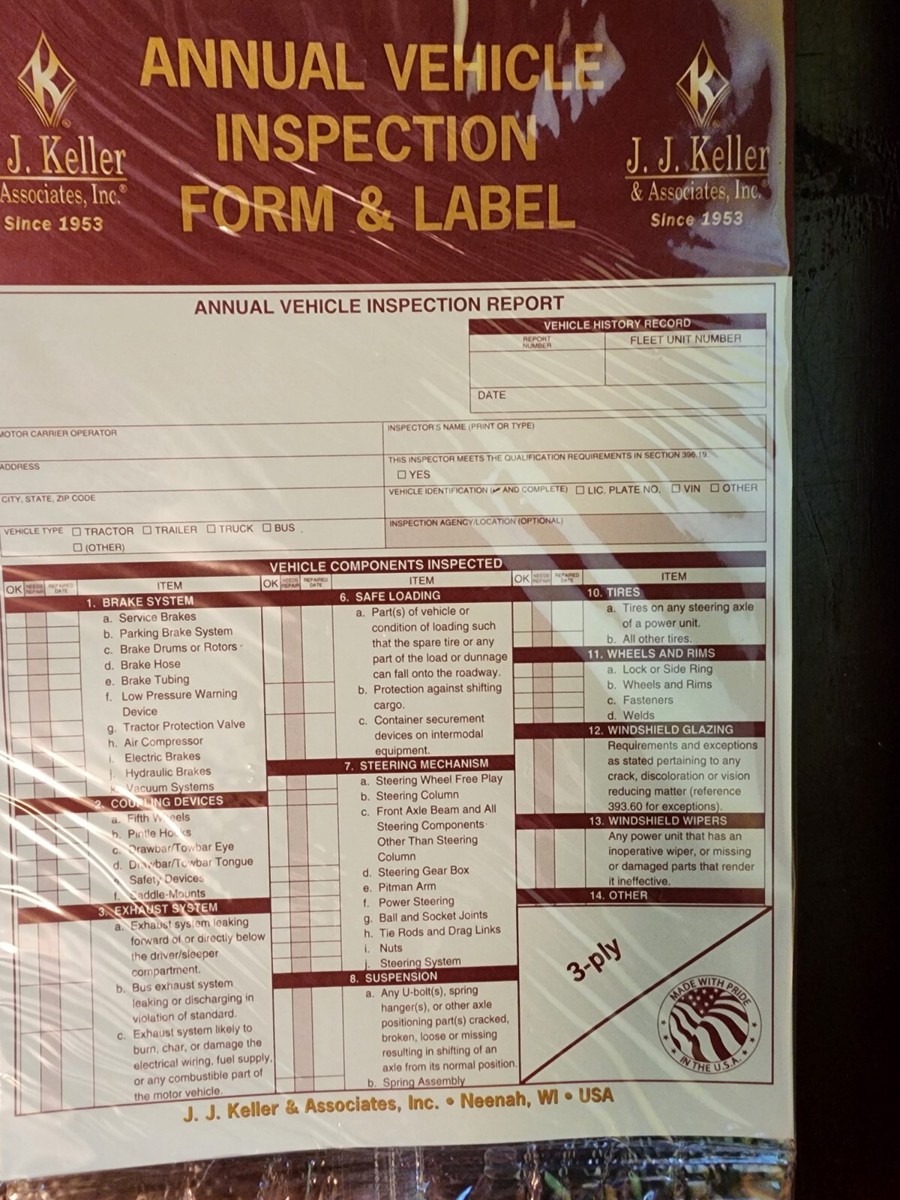 ANNUAL VEHICLE
INSPECTION
FORM & LABEL
K
J. Keller
Associates, Inc.®
Since 1953
K
J. J. Keller
& Associates, Inc.®
Since 1953
ANNUAL VEHICLE INSPECTION REPORT
VEHICLE HISTORY RECORD
REPORT NUMBER
FLEET UNIT NUMBER
DATE
MOTOR CARRIER OPERATOR
ADDRESS
CITY, STATE, ZIP CODE
VEHICLE TYPE ☐ TRACTOR ☐ TRAILER ☐ TRUCK ☐ BUS
☐ (OTHER)
INSPECTOR'S NAME (PRINT OR TYPE)
THIS INSPECTOR MEETS THE QUALIFICATION REQUIREMENTS IN SECTION 396.19.
☐ YES
VEHICLE IDENTIFICATION (✔ AND COMPLETE) ☐ LIC. PLATE NO. ☐ VIN ☐ OTHER
INSPECTION AGENCY/LOCATION (OPTIONAL)
VEHICLE COMPONENTS INSPECTED
OK NEEDS REPAIR REPAIRED DATE ITEM
1. BRAKE SYSTEM
a. Service Brakes
b. Parking Brake System
c. Brake Drums or Rotors
d. Brake Hose
e. Brake Tubing
f. Low Pressure Warning
Device
g. Tractor Protection Valve
h. Air Compressor
i. Electric Brakes
j. Hydraulic Brakes
k. Vacuum Systems
2. COUPLING DEVICES
a. Fifth Wheels
b. Pintle Hooks
c. Drawbar/Towbar Eye
d. Drawbar/Towbar Tongue
e. Safety Devices
f. Saddle-Mounts
3. EXHAUST SYSTEM
a. Exhaust system leaking
forward of or directly below
the driver/sleeper
compartment.
b. Bus exhaust system
leaking or discharging in
violation of standard.
c. Exhaust system likely to
burn, char, or damage the
electrical wiring, fuel supply,
or any combustible part of
the motor vehicle.
OK NEEDS REPAIR REPAIRED DATE ITEM
6. SAFE LOADING
a. Part(s) of vehicle or
condition of loading such
that the spare tire or any
part of the load or dunnage
can fall onto the roadway.
b. Protection against shifting
cargo.
c. Container securement
devices on intermodal
equipment.
7. STEERING MECHANISM
a. Steering Wheel Free Play
b. Steering Column
c. Front Axle Beam and All
Steering Components
Other Than Steering
Column
d. Steering Gear Box
e. Pitman Arm
f. Power Steering
g. Ball and Socket Joints
h. Tie Rods and Drag Links
i. Nuts
j. Steering System
8. SUSPENSION
a. Any U-bolt(s), spring
hanger(s), or other axle
positioning part(s) cracked,
broken, loose or missing
resulting in shifting of an
axle from its normal position.
b. Spring Assembly
OK NEEDS REPAIR REPAIRED DATE ITEM
10. TIRES
a. Tires on any steering axle
of a power unit.
b. All other tires.
11. WHEELS AND RIMS
a. Lock or Side Ring
b. Wheels and Rims
c. Fasteners
d. Welds
12. WINDSHIELD GLAZING
Requirements and exceptions
as stated pertaining to any
crack, discoloration or vision
reducing matter (reference
393.60 for exceptions).
13. WINDSHIELD WIPERS
Any power unit that has an
inoperative wiper, or missing
or damaged parts that render
it ineffective.
14. OTHER
3-ply
MADE WITH PRIDE
IN THE U.S.A.
J. J. Keller & Associates, Inc. • Neenah, WI • USA